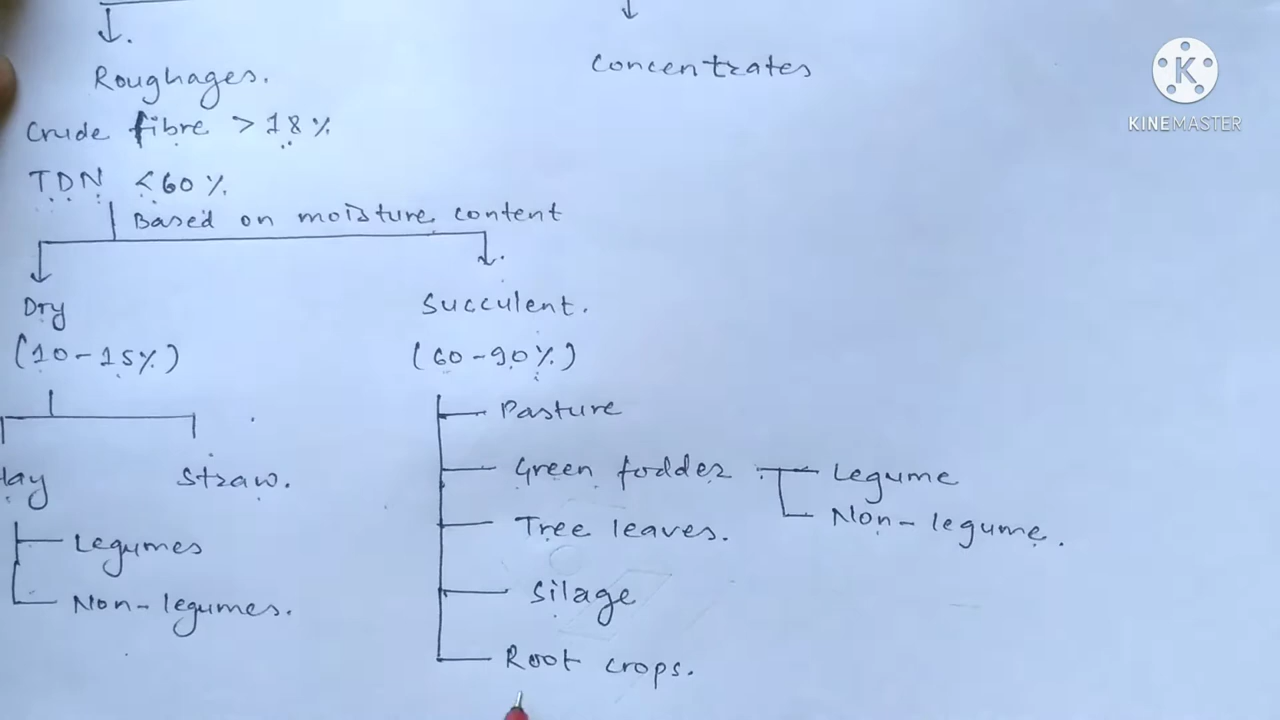 Roughages.
Concentrates
Crude fibre > 18%
TDN < 60%
Based on moisture content
Dry
Succulent.
(10-15%)
(60-90%)
Pasture
Hay
Straw.
Green fodder
Legume
Non-legume.
Legumes
Tree leaves.
Non-legumes.
Silage
Root crops.
K
KINEMASTER